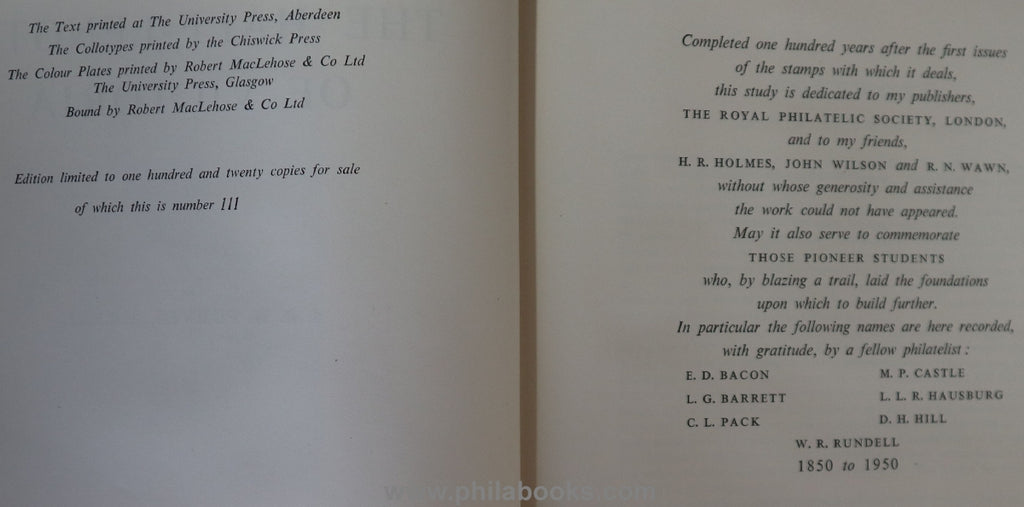 The Text printed at The University Press, Aberdeen
The Collotypes printed by the Chiswick Press
The Colour Plates printed by Robert MacLehose & Co Ltd
The University Press, Glasgow
Bound by Robert MacLehose & Co Ltd
Edition limited to one hundred and twenty copies for sale
of which this is number 111
Completed one hundred years after the first issues
of the stamps with which it deals,
this study is dedicated to my publishers,
THE ROYAL PHILATELIC SOCIETY, LONDON,
and to my friends,
H. R. HOLMES, JOHN WILSON and R. N. WAWN,
without whose generosity and assistance
the work could not have appeared.
May it also serve to commemorate
THOSE PIONEER STUDENTS
who, by blazing a trail, laid the foundations
upon which to build further.
In particular the following names are here recorded,
with gratitude, by a fellow philatelist:
E. D. BACON M. P. CASTLE
L. G. BARRETT L. L. R. HAUSBURG
C. L. PACK D. H. HILL
W. R. RUNDELL
1850 to 1950
www.philabooks.com